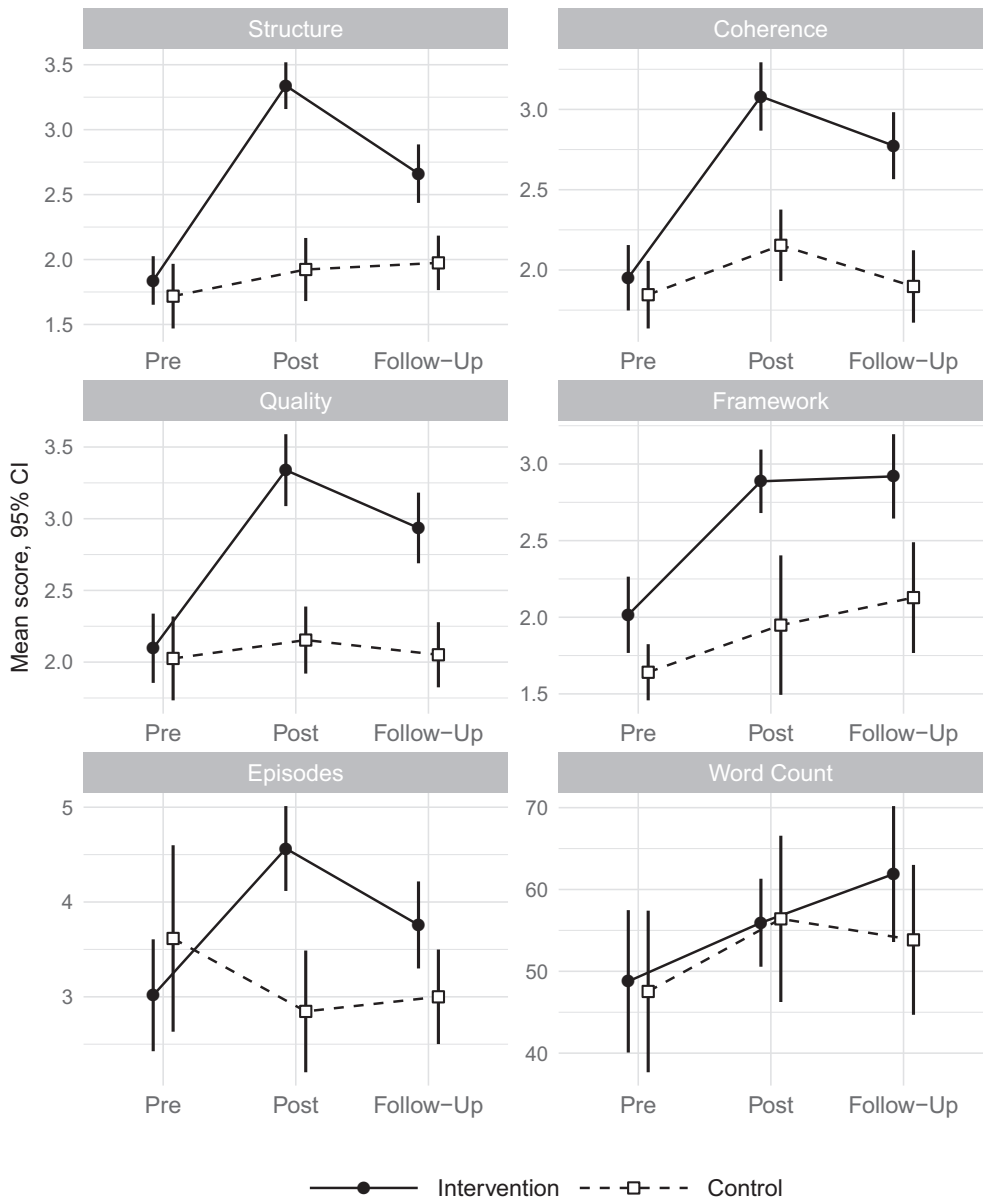 Structure
Coherence
3.5
3.0
2.5
2.0
1.5
3.0
2.5
2.0
Pre Post Follow−Up
Pre Post Follow−Up
Quality
Framework
Mean score, 95% CI
3.5
3.0
2.5
2.0
3.0
2.5
2.0
1.5
Pre Post Follow−Up
Pre Post Follow−Up
Episodes
Word Count
5
4
3
70
60
50
40
Pre Post Follow−Up
Pre Post Follow−Up
Intervention Control